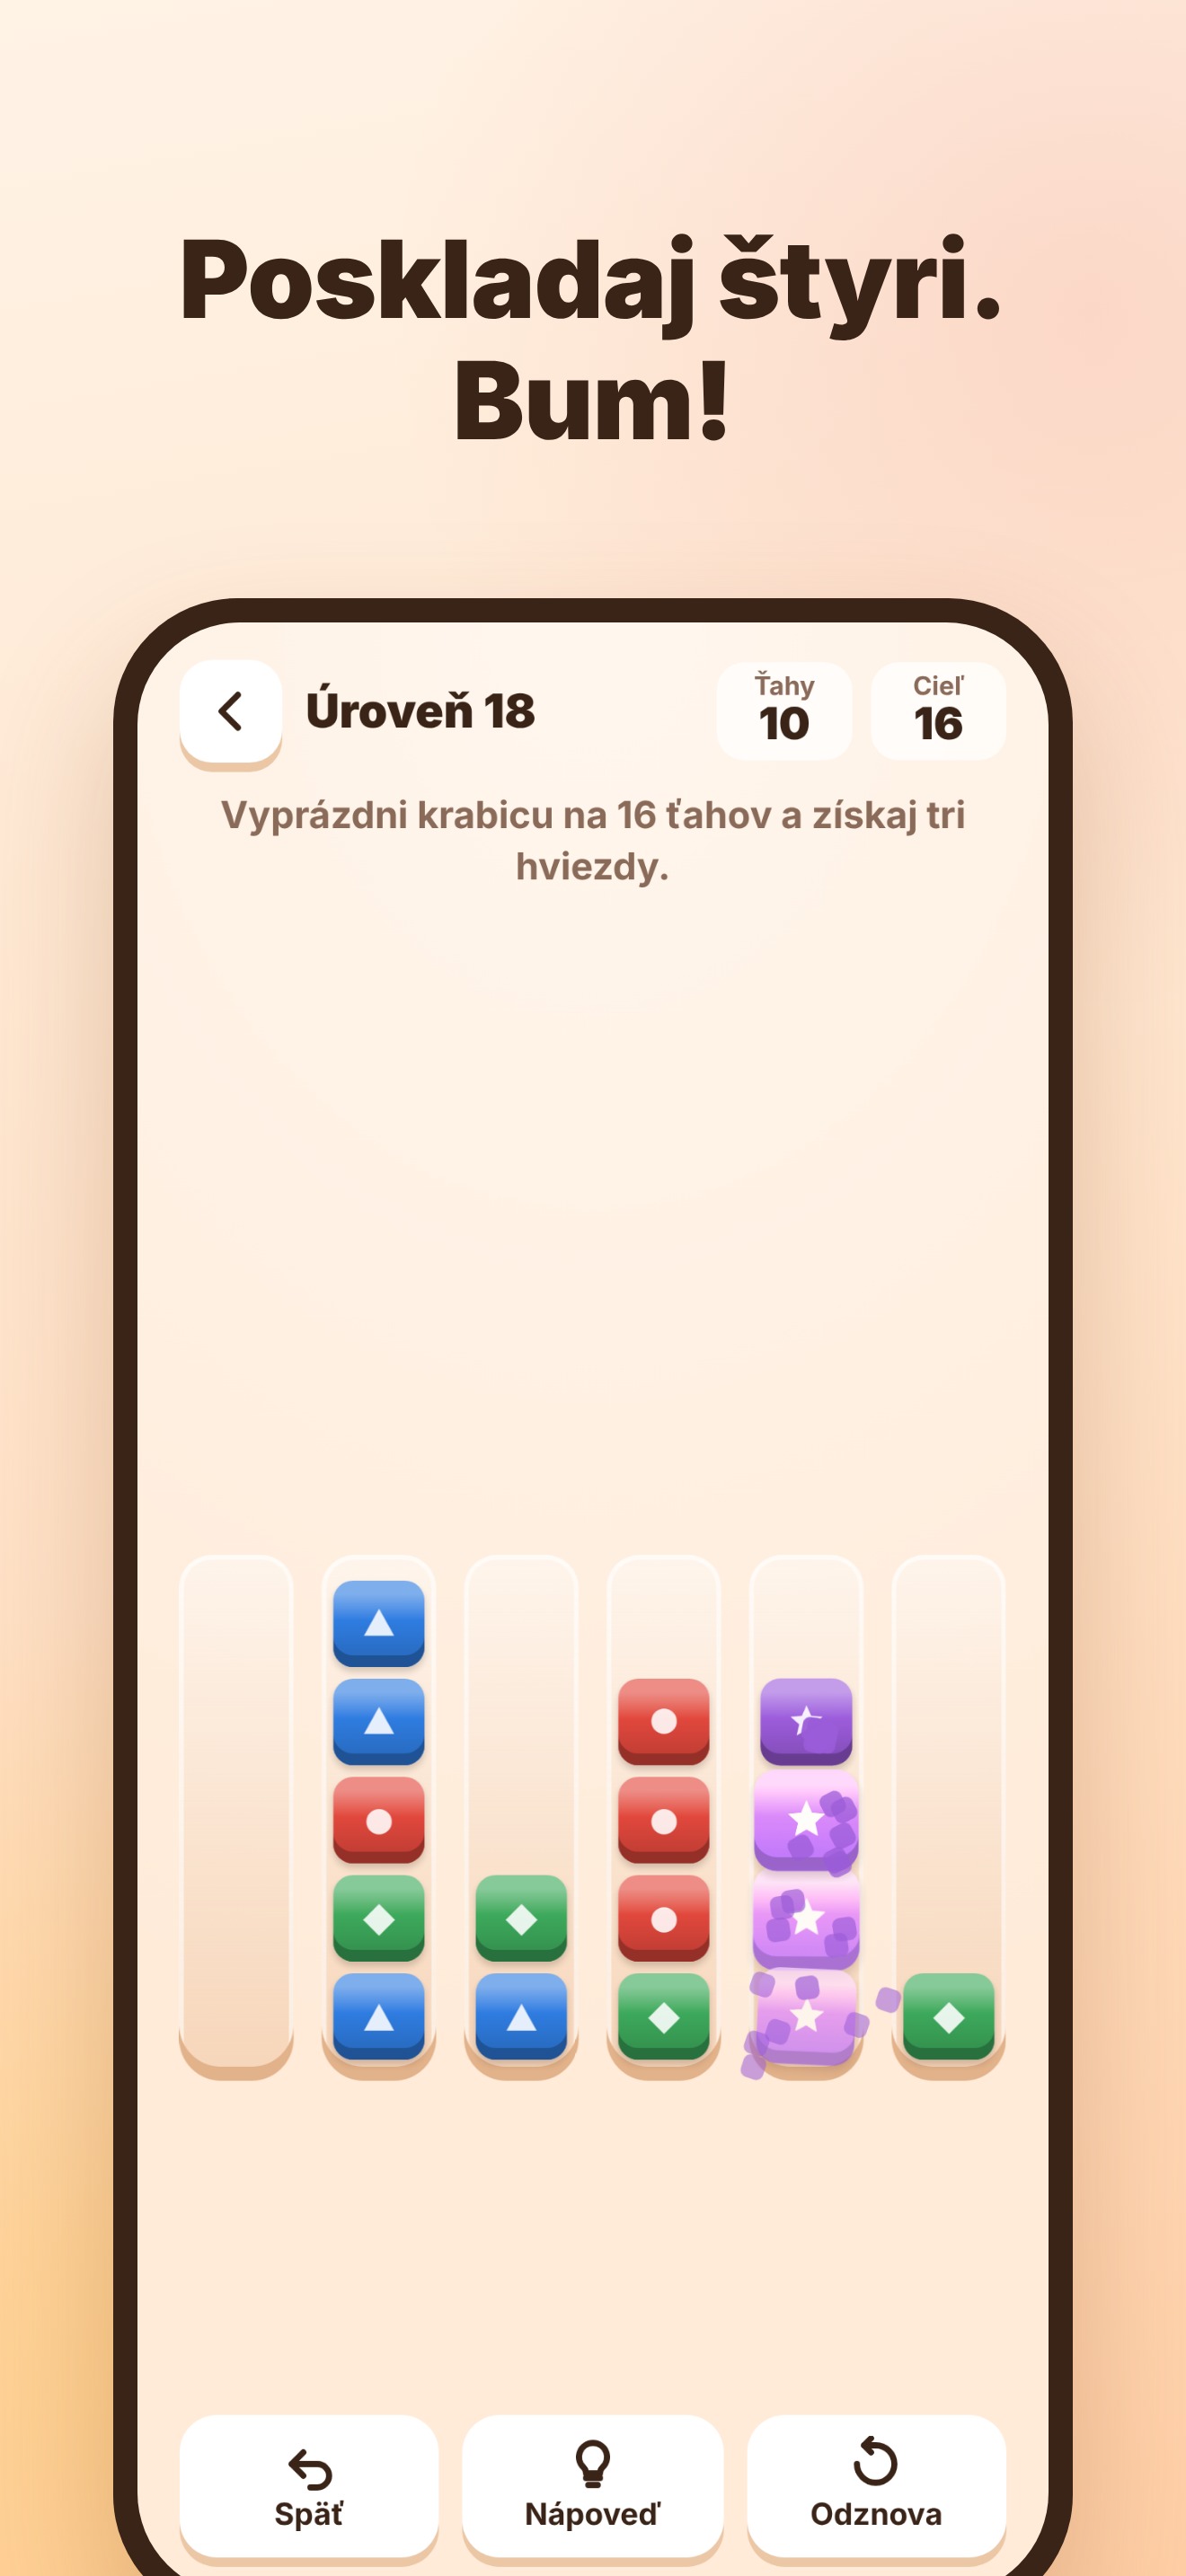 Poskladaj štyri.
Bum!
Úroveň 18
Ťahy
10
Cieľ
16
Vyprázdni krabicu na 16 ťahov a získaj tri
hviezdy.
Späť
Nápoveď
Odznova